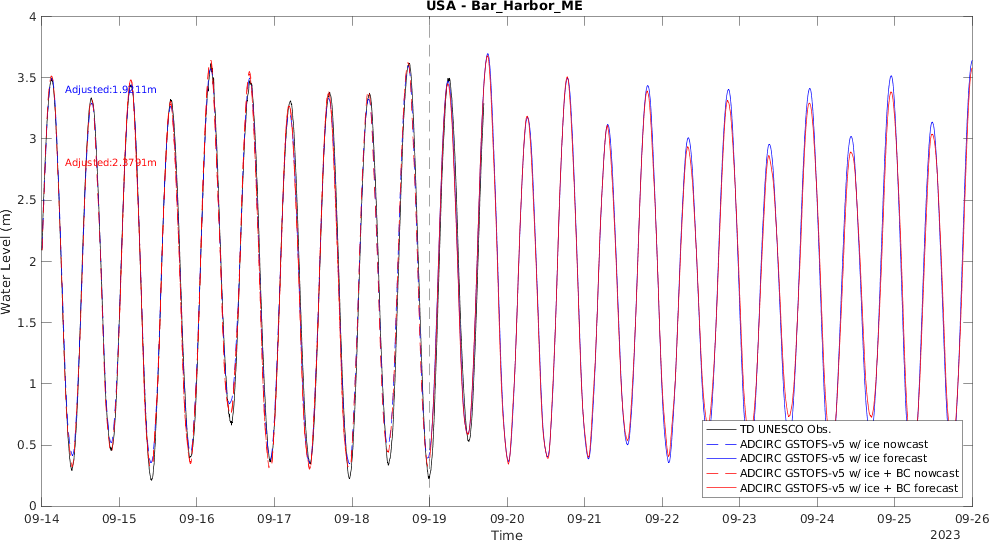 USA - Bar_Harbor_ME
4
3.5
3
2.5
2
1.5
1
0.5
0
Water Level (m)
Adjusted:1.9211m
Adjusted:2.3791m
TD UNESCO Obs.
ADCIRC GSTOFS-v5 w/ ice nowcast
ADCIRC GSTOFS-v5 w/ ice forecast
ADCIRC GSTOFS-v5 w/ ice + BC nowcast
ADCIRC GSTOFS-v5 w/ ice + BC forecast
09-14 09-15 09-16 09-17 09-18 09-19 09-20 09-21 09-22 09-23 09-24 09-25 09-26
Time
2023